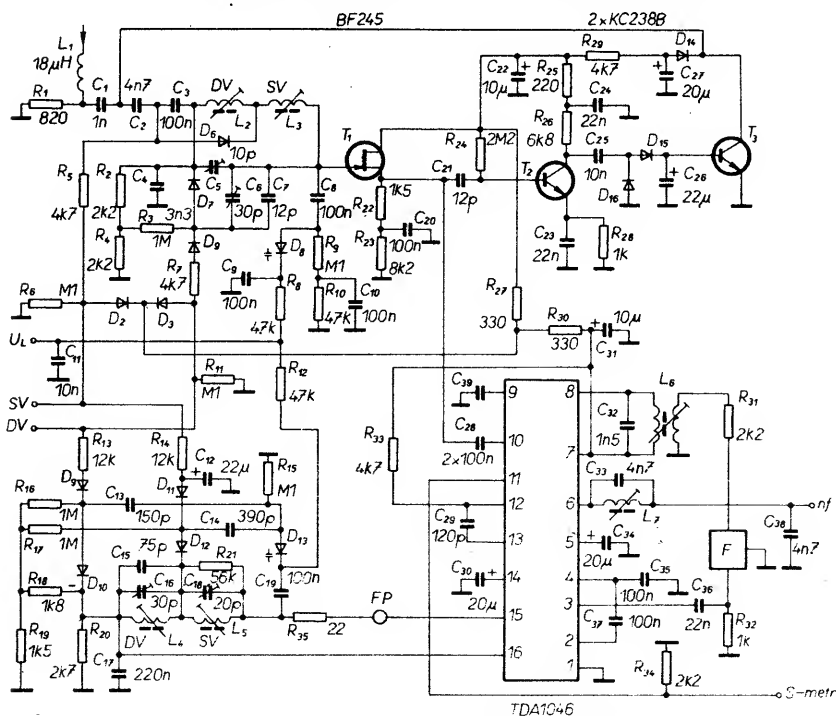 BF245 2×KC238B
L1
18μH
R1
820
C1
1n
4n7
C2
C3
100n
DV
L2
SV
L3
D6
10p
R5
4k7
R2
2k2
C4
3n3
R3
1M
R4
2k2
D7
C5
C6
30p
C7
12p
D9
R7
4k7
C8
100n
D8
R9
M1
R8
47k
R10
47k
C10
100n
C9
100n
T1
1k5
R22
R23
8k2
C20
100n
C21
12p
R24
2M2
C22 +
10μ
R25
220
R26
6k8
C24
22n
R29
4k7
D14
+
C27
20μ
T2
C25
10n
D15
D16
+
C26
22μ
T3
C23
22n
R28
1k
R6
M1
D2
D3
UL
C11
10n
R11
M1
R12
47k
R27
330
R30
330
+ 10μ
C31
SV
DV
R13
12k
D9
R14
12k
D11
C12
+ 22μ
R15
M1
R16
1M
C13
150p
R17
1M
C14
390p
D13
C15
75p
D12
R21
56k
C19
100n
R18
1k8
D10
C16
30p
C18
20p
R19
1k5
R20
2k7
DV
L4
SV
L5
C17
220n
R35
22
FP
R33
4k7
C39
C28
2×100n
C29
120p
C30 +
20μ
9
10
11
12
13
14
15
16
8
7
6
5
4
3
2
1
TDA1046
C32
1n5
L6
R31
2k2
C33
4n7
L7
nf
C38
4n7
+ C34
20μ
F
C35
100n
C36
22n
C37
100n
R32
1k
R34
2k2
S-metr